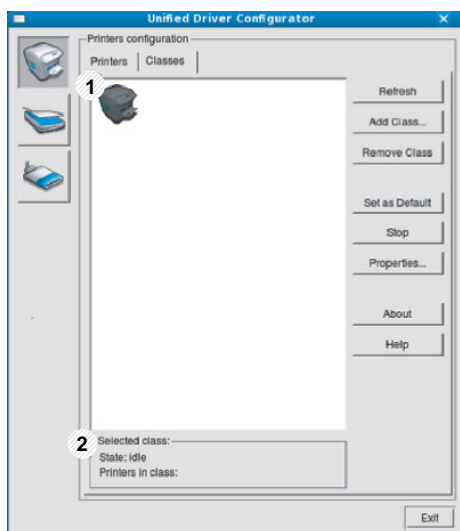 Unified Driver Configurator
Printers configuration
Printers Classes
1
Refresh
Add Class...
Remove Class
Set as Default
Stop
Properties...
About
Help
2 Selected class:
State: idle
Printers in class:
Exit